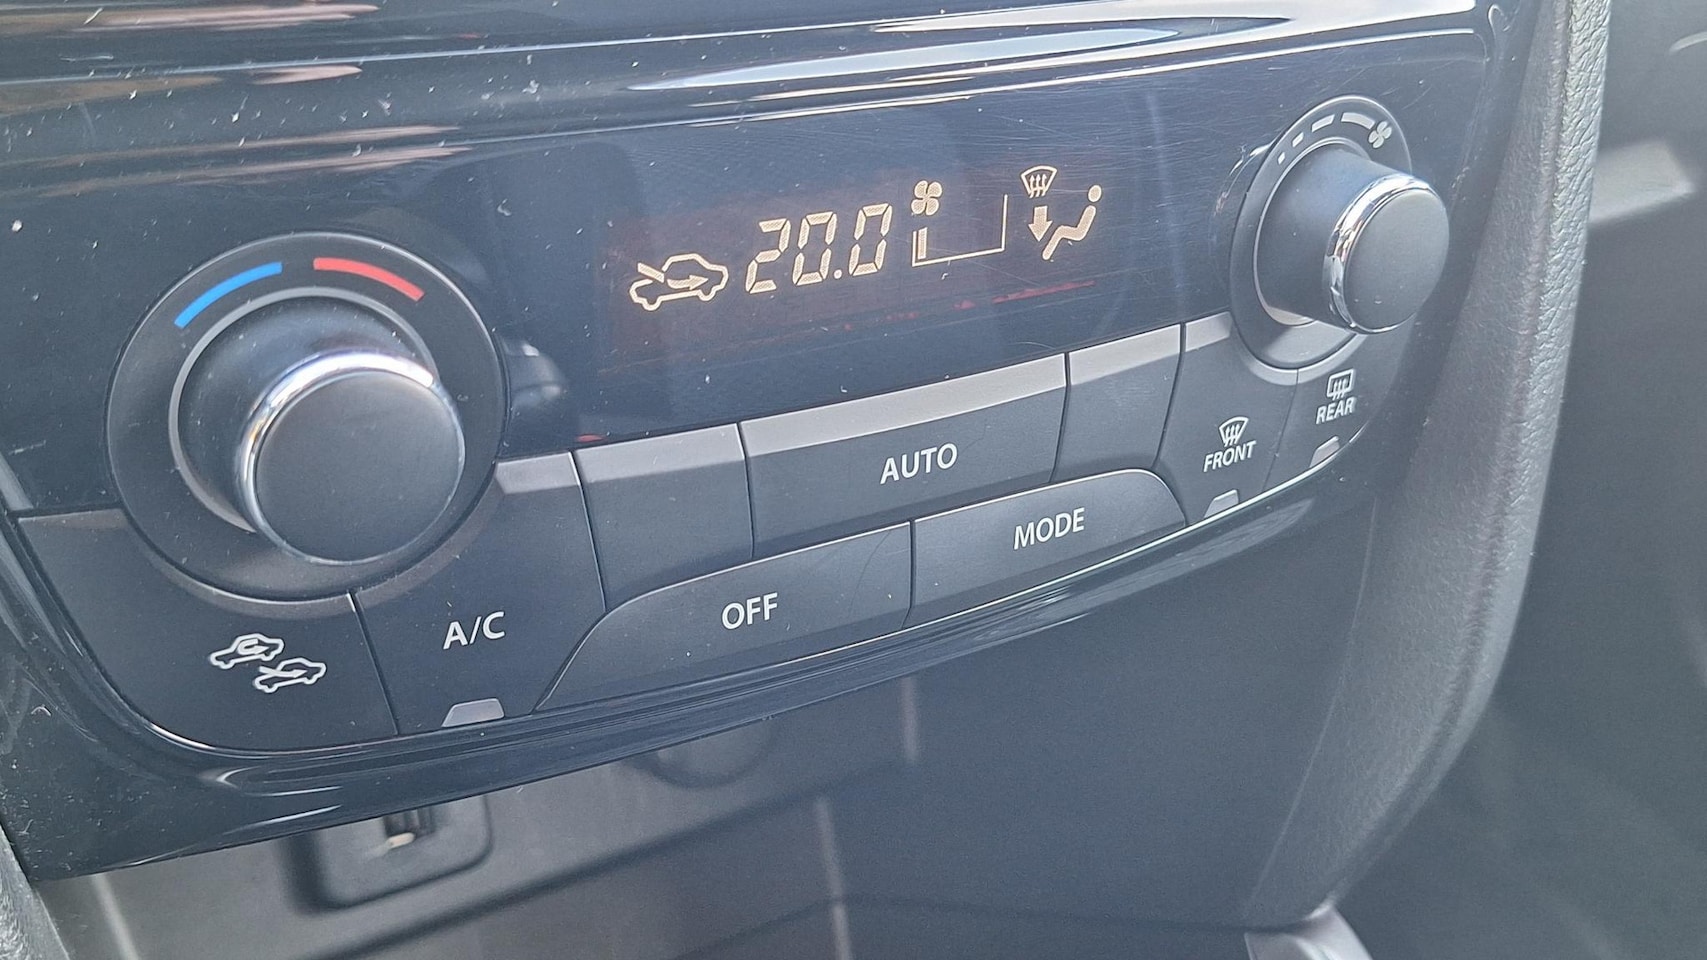 20.0
AUTO
REAR
FRONT
MODE
OFF
A/C